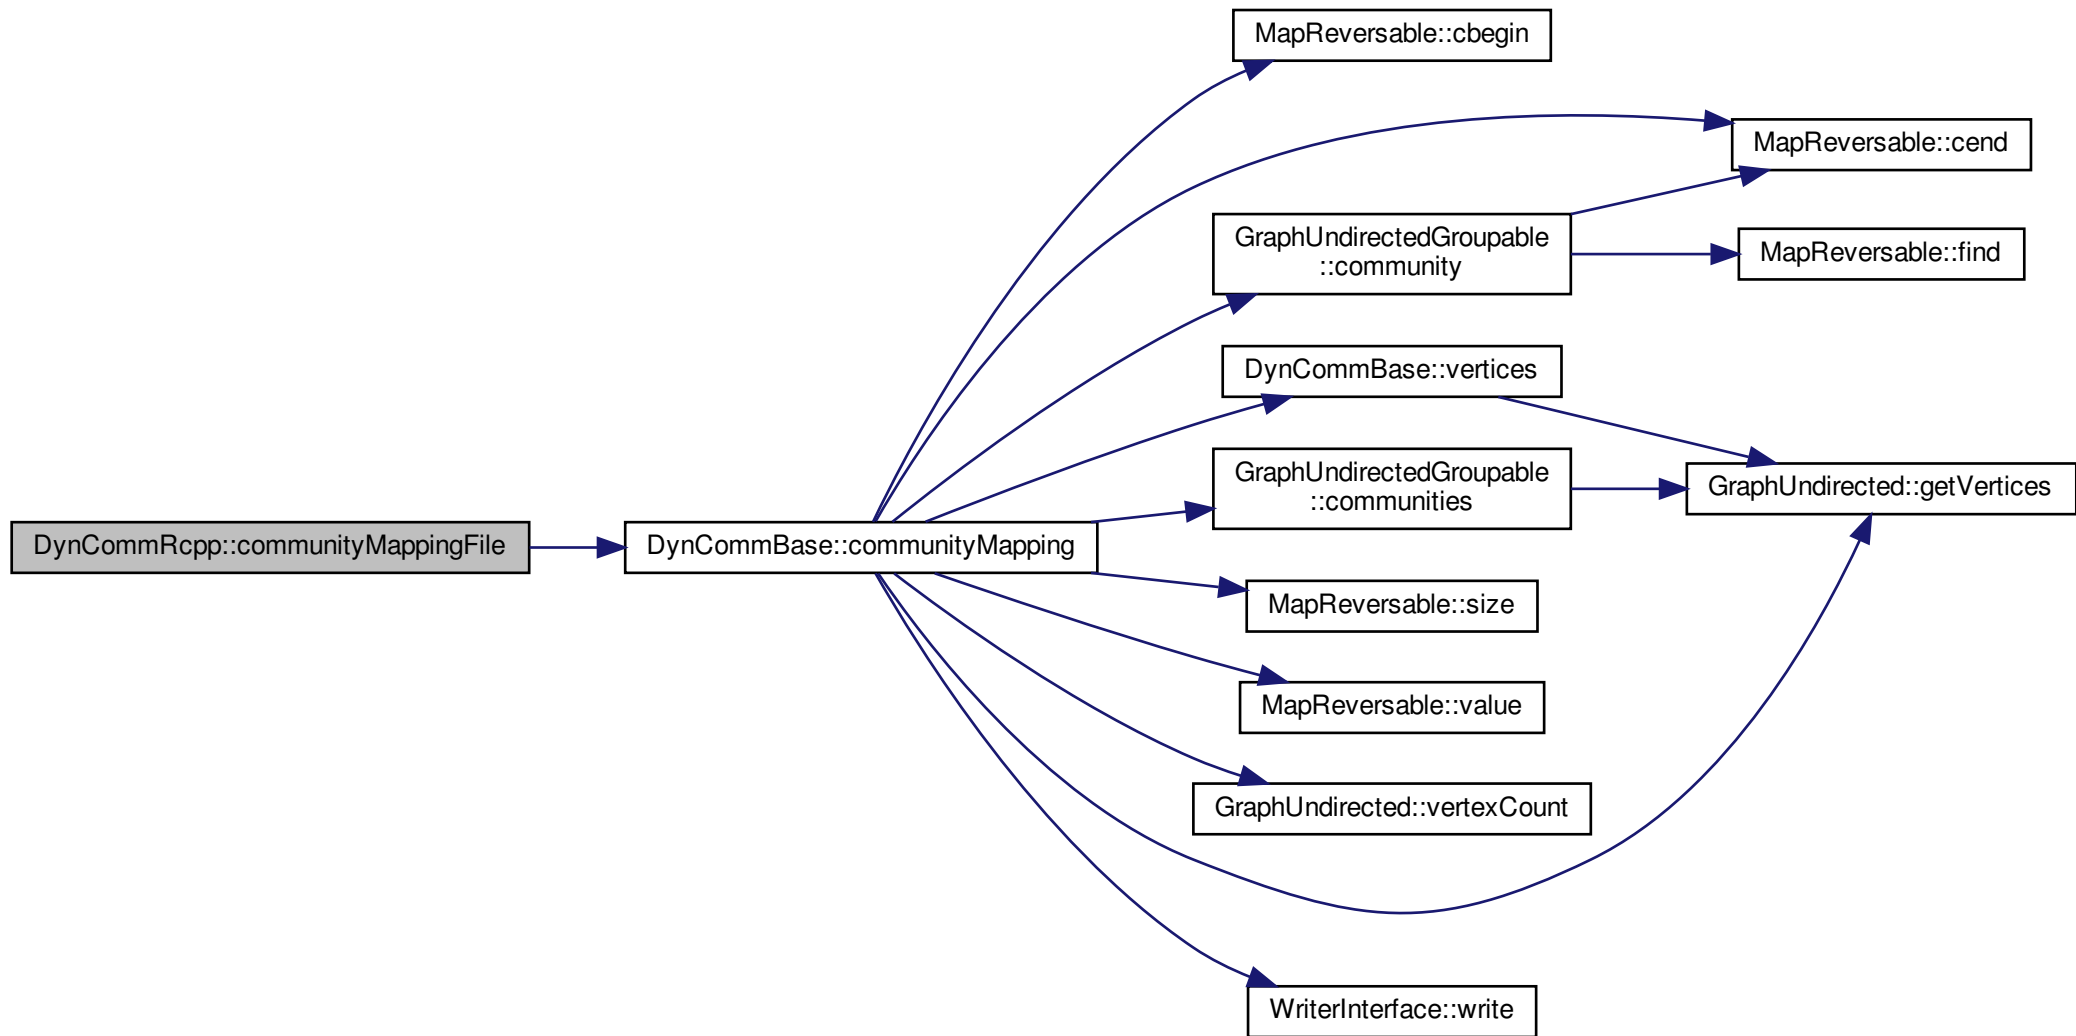 MapReversable::cbegin
MapReversable::cend
GraphUndirectedGroupable
::community
MapReversable::find
DynCommBase::vertices
GraphUndirectedGroupable
::communities
GraphUndirected::getVertices
DynCommRcpp::communityMappingFile
DynCommBase::communityMapping
MapReversable::size
MapReversable::value
GraphUndirected::vertexCount
WriterInterface::write